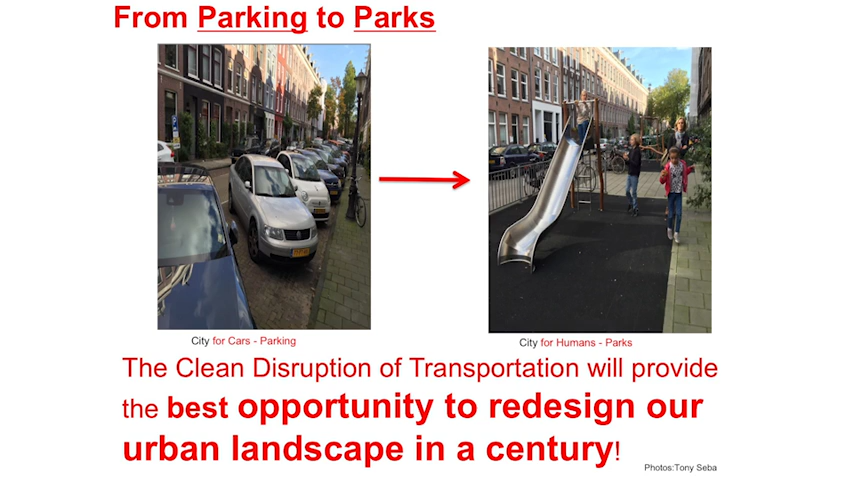 From Parking to Parks
City for Cars - Parking
City for Humans - Parks
The Clean Disruption of Transportation will provide
the best opportunity to redesign our
urban landscape in a century!
Photos:Tony Seba